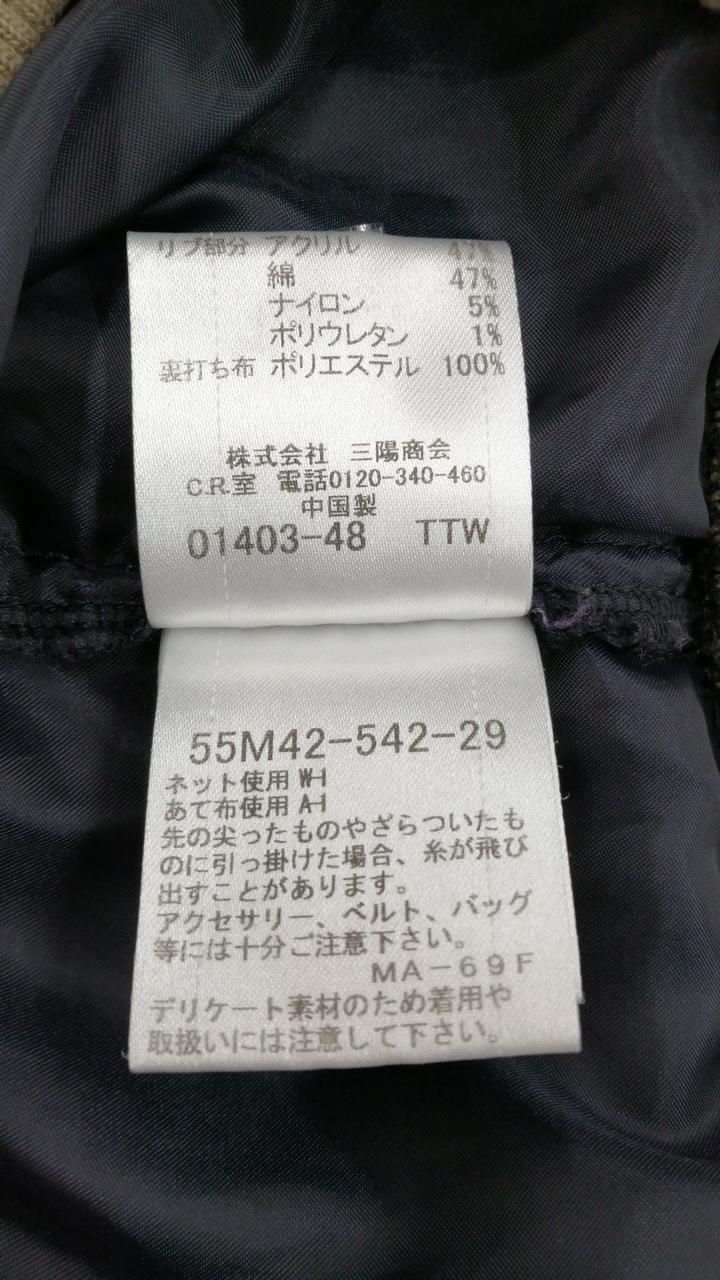 リブ部分 アクリル 47%
綿 47%
ナイロン 5%
ポリウレタン 1%
裏打ち布 ポリエステル 100%
株式会社 三陽商会
C.R.室 電話0120-340-460
中国製
01403-48 TTW
55M42-542-29
ネット使用 W-I
あて布使用 A-I
先の尖ったものやざらついたも
のに引っ掛けた場合、糸が飛び
出すことがあります。
アクセサリー、ベルト、バッグ
等には十分ご注意下さい。
MA-69F
デリケート素材のため着用や
取扱いには注意して下さい。